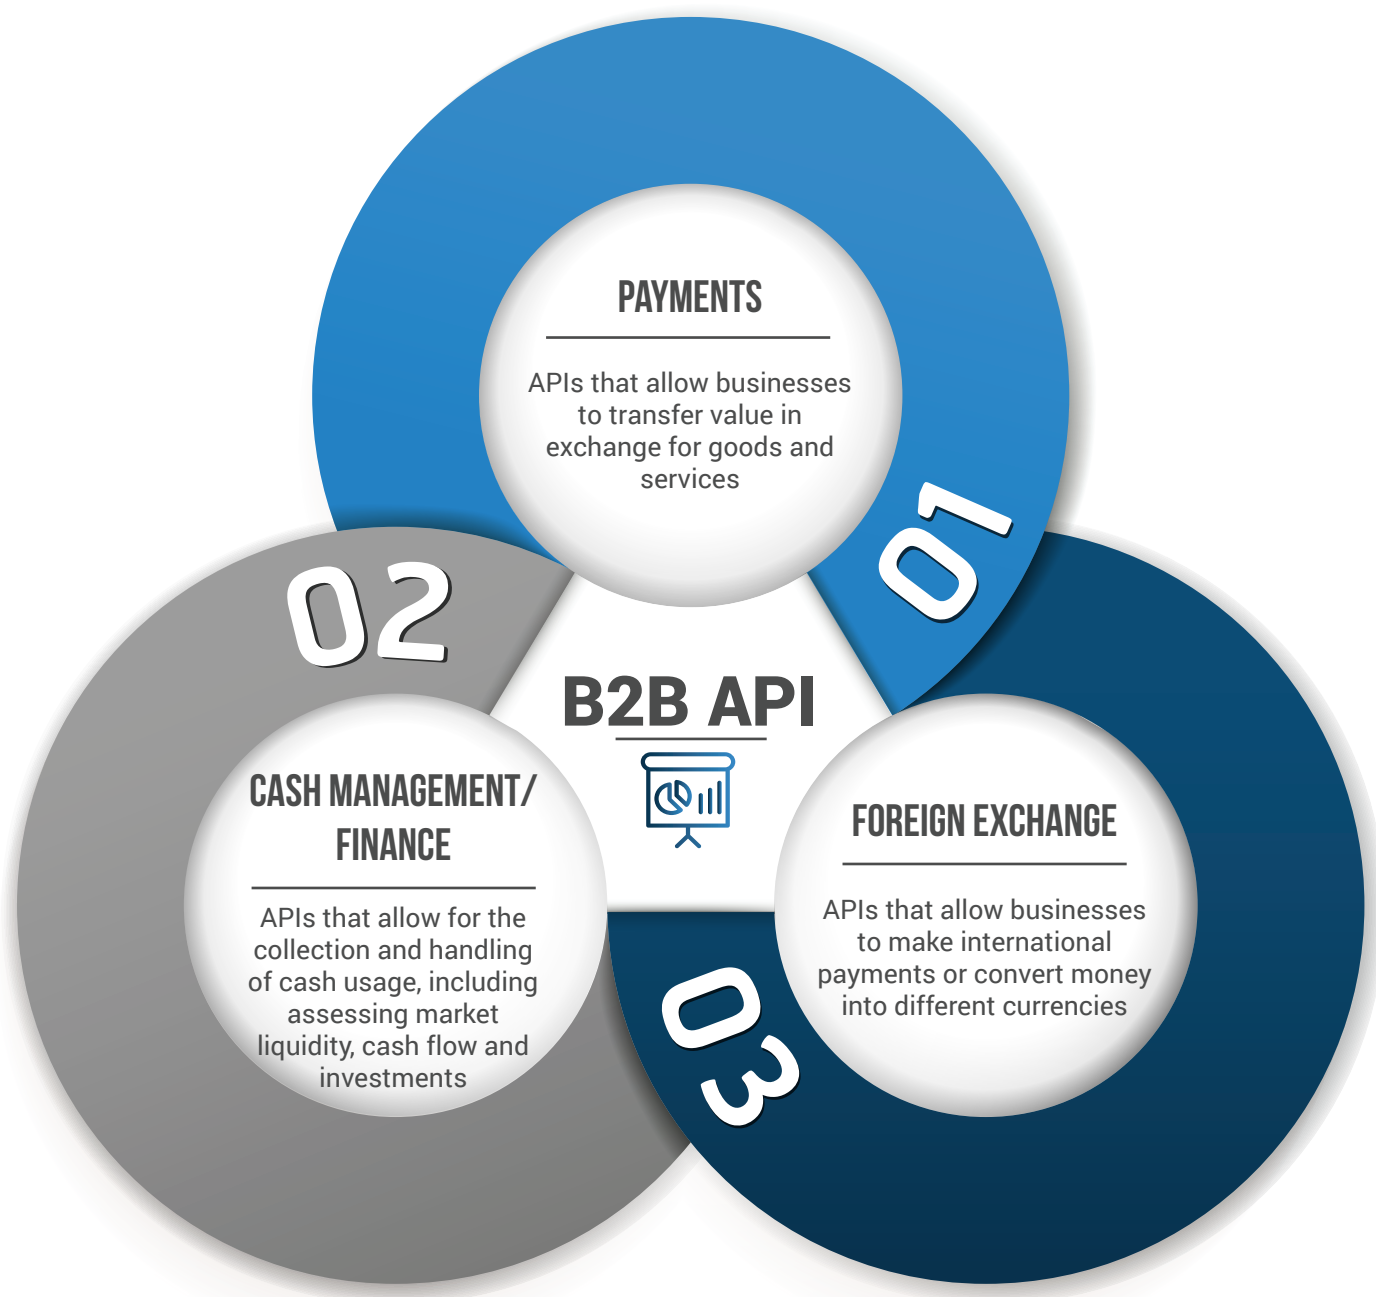 PAYMENTS
APIs that allow businesses
to transfer value in
exchange for goods and
services
01
02
B2B API
CASH MANAGEMENT/
FINANCE
APIs that allow for the
collection and handling
of cash usage, including
assessing market
liquidity, cash flow and
investments
FOREIGN EXCHANGE
APIs that allow businesses
to make international
payments or convert money
into different currencies
03